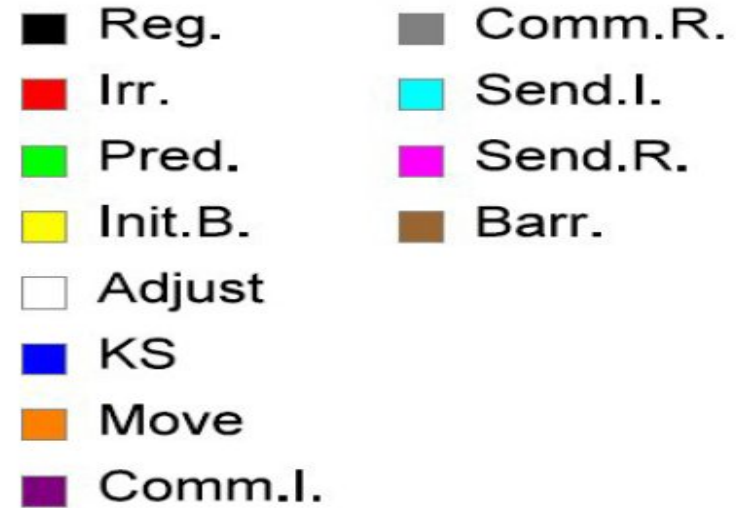 Reg.
Irr.
Pred.
Init.B.
Adjust
KS
Move
Comm.I.
Comm.R.
Send.I.
Send.R.
Barr.